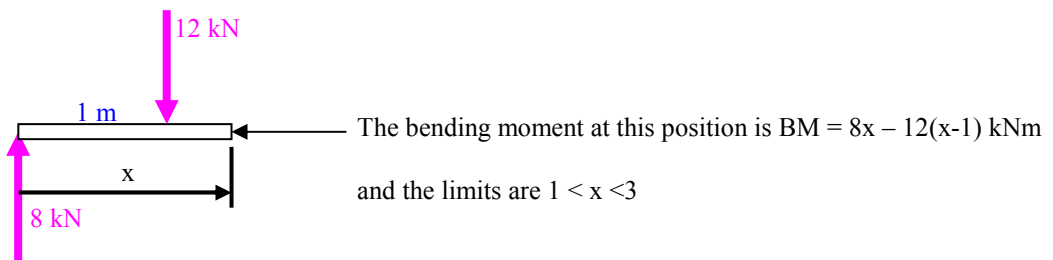 12 kN
1 m
The bending moment at this position is BM = 8x – 12(x-1) kNm
x
and the limits are 1 < x <3
8 kN